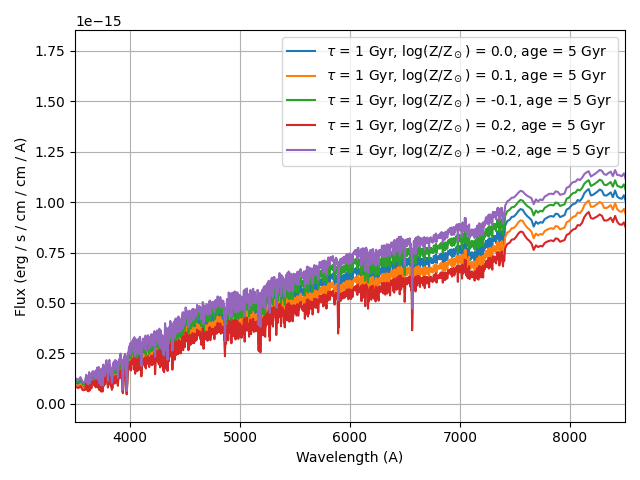 1e−15
τ = 1 Gyr, log(Z/Z⊙) = 0.0, age = 5 Gyr
τ = 1 Gyr, log(Z/Z⊙) = 0.1, age = 5 Gyr
τ = 1 Gyr, log(Z/Z⊙) = -0.1, age = 5 Gyr
τ = 1 Gyr, log(Z/Z⊙) = 0.2, age = 5 Gyr
τ = 1 Gyr, log(Z/Z⊙) = -0.2, age = 5 Gyr
1.75
1.50
1.25
1.00
0.75
0.50
0.25
0.00
Flux (erg / s / cm / cm / A)
4000 5000 6000 7000 8000
Wavelength (A)